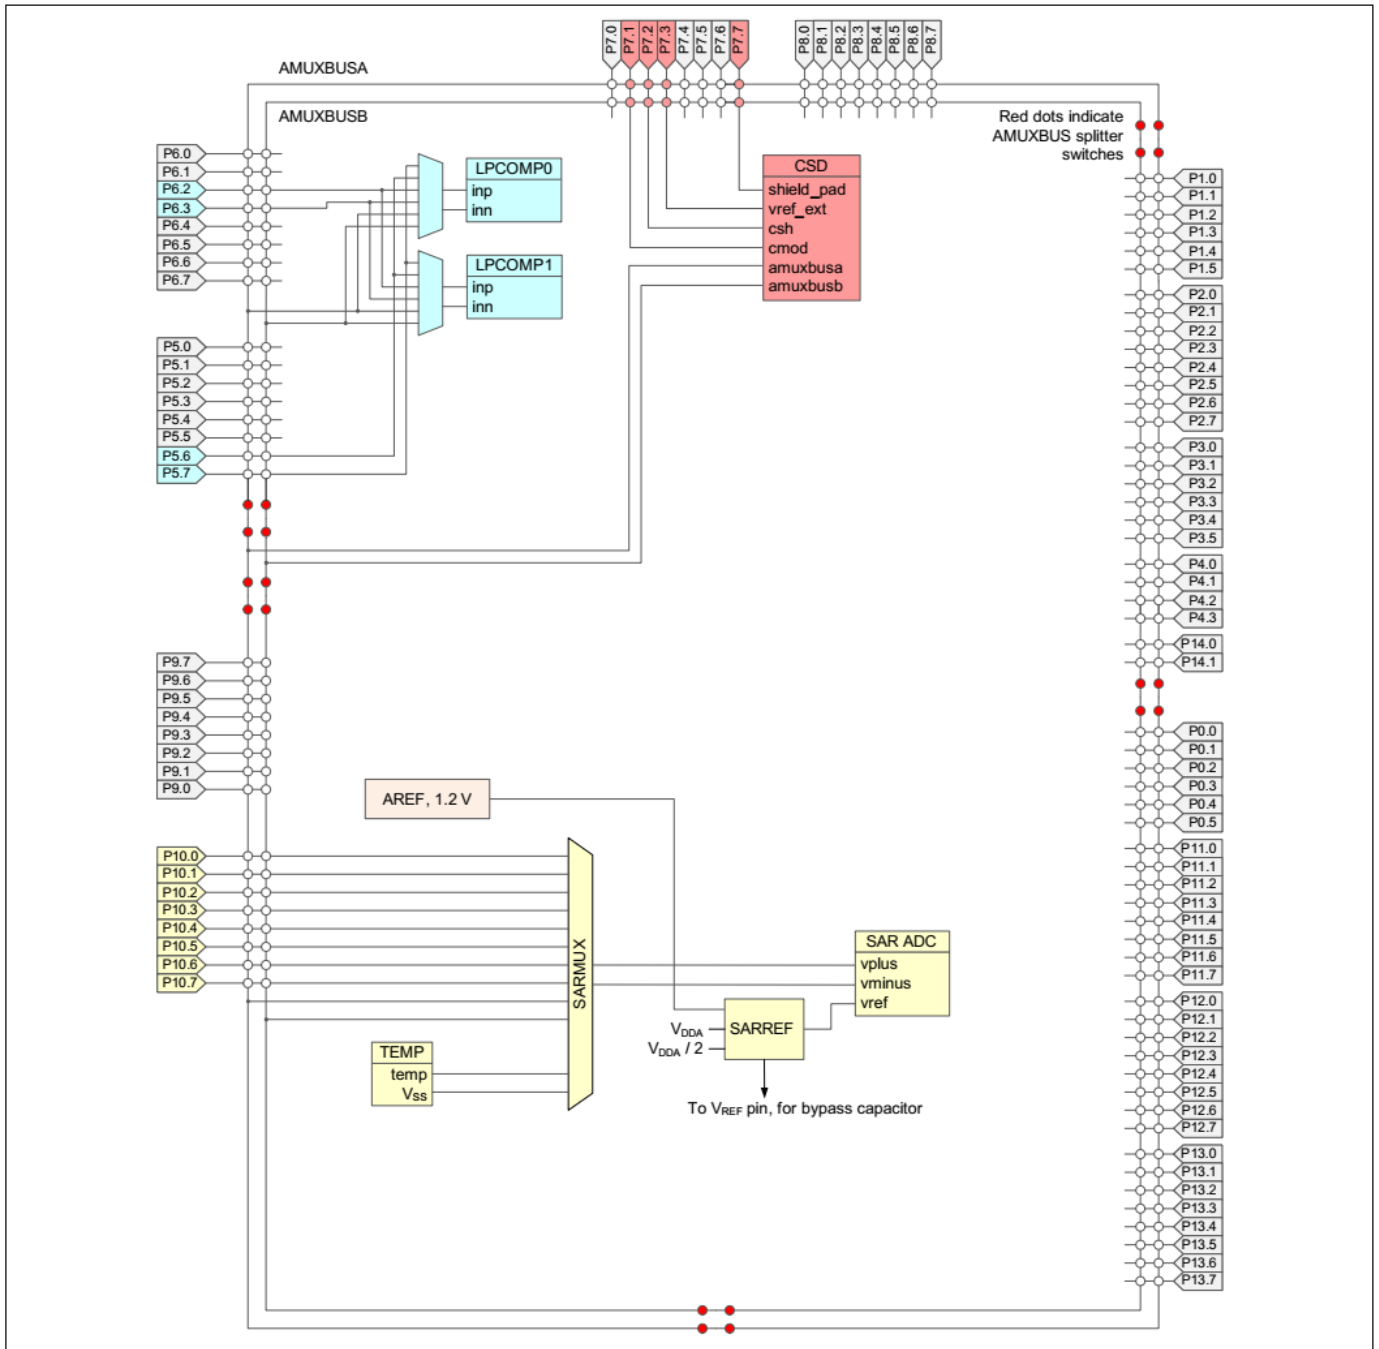 P7.0
P7.1
P7.2
P7.3
P7.4
P7.5
P7.6
P7.7
P8.0
P8.1
P8.2
P8.3
P8.4
P8.5
P8.6
P8.7
AMUXBUSA
AMUXBUSB
Red dots indicate
AMUXBUS splitter
switches
P6.0
P6.1
P6.2
P6.3
P6.4
P6.5
P6.6
P6.7
LPCOMP0
inp
inn
LPCOMP1
inp
inn
CSD
shield_pad
vref_ext
csh
cmod
amuxbusa
amuxbusb
P5.0
P5.1
P5.2
P5.3
P5.4
P5.5
P5.6
P5.7
P1.0
P1.1
P1.2
P1.3
P1.4
P1.5
P2.0
P2.1
P2.2
P2.3
P2.4
P2.5
P2.6
P2.7
P3.0
P3.1
P3.2
P3.3
P3.4
P3.5
P4.0
P4.1
P4.2
P4.3
P14.0
P14.1
P9.7
P9.6
P9.5
P9.4
P9.3
P9.2
P9.1
P9.0
AREF, 1.2 V
P10.0
P10.1
P10.2
P10.3
P10.4
P10.5
P10.6
P10.7
SARMUX
SAR ADC
vplus
vminus
vref
SARREF
VDDA
VDDA / 2
TEMP
temp
Vss
To VREF pin, for bypass capacitor
P0.0
P0.1
P0.2
P0.3
P0.4
P0.5
P11.0
P11.1
P11.2
P11.3
P11.4
P11.5
P11.6
P11.7
P12.0
P12.1
P12.2
P12.3
P12.4
P12.5
P12.6
P12.7
P13.0
P13.1
P13.2
P13.3
P13.4
P13.5
P13.6
P13.7